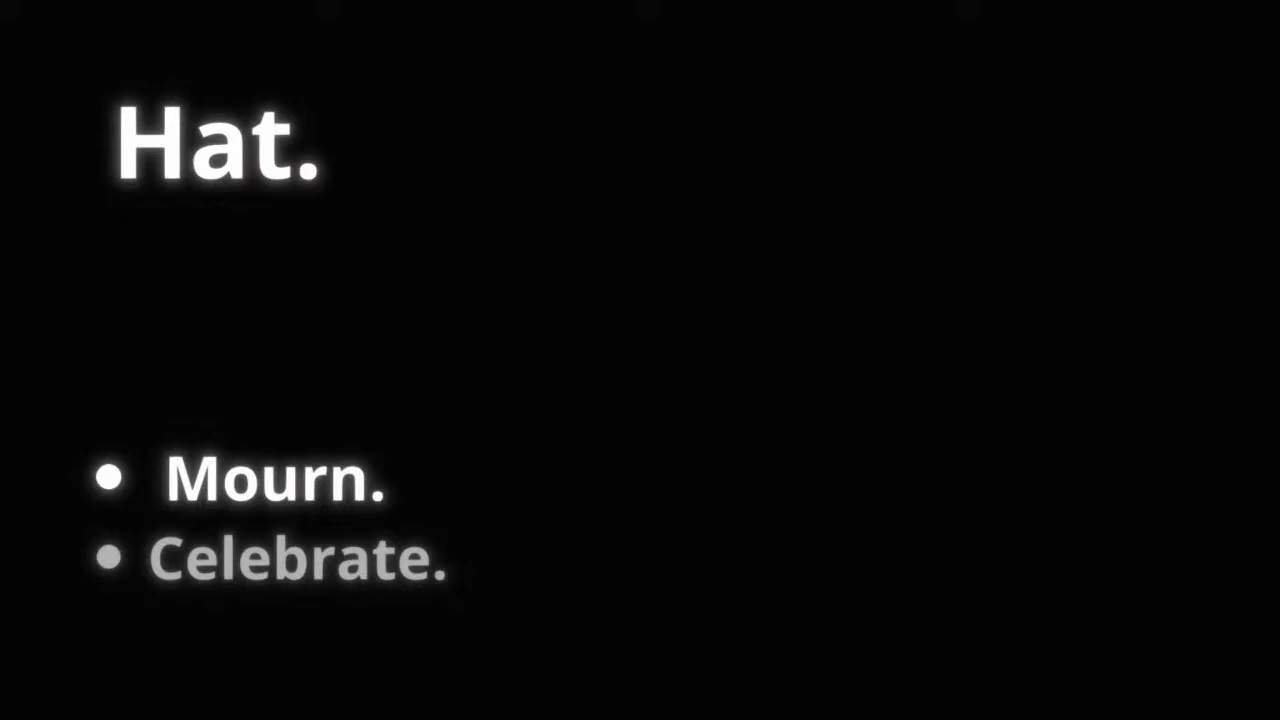 Hat.
• Mourn.
• Celebrate.